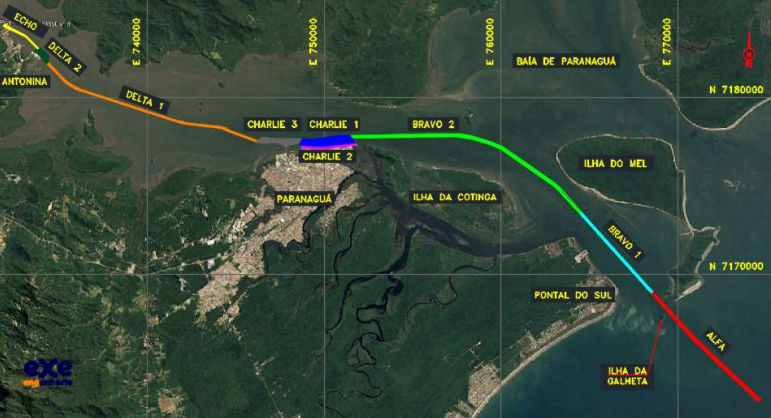 ECHO
DELTA 2
ANTONINA
DELTA 1
E 740000
E 750000
E 760000
E 770000
BAÍA DE PARANAGUÁ
N 7180000
CHARLIE 3
CHARLIE 1
BRAVO 2
CHARLIE 2
ILHA DO MEL
PARANAGUÁ
ILHA DA COTINGA
BRAVO 1
N 7170000
PONTAL DO SUL
ALFA
ILHA DA
GALHETA
exe
engenharia